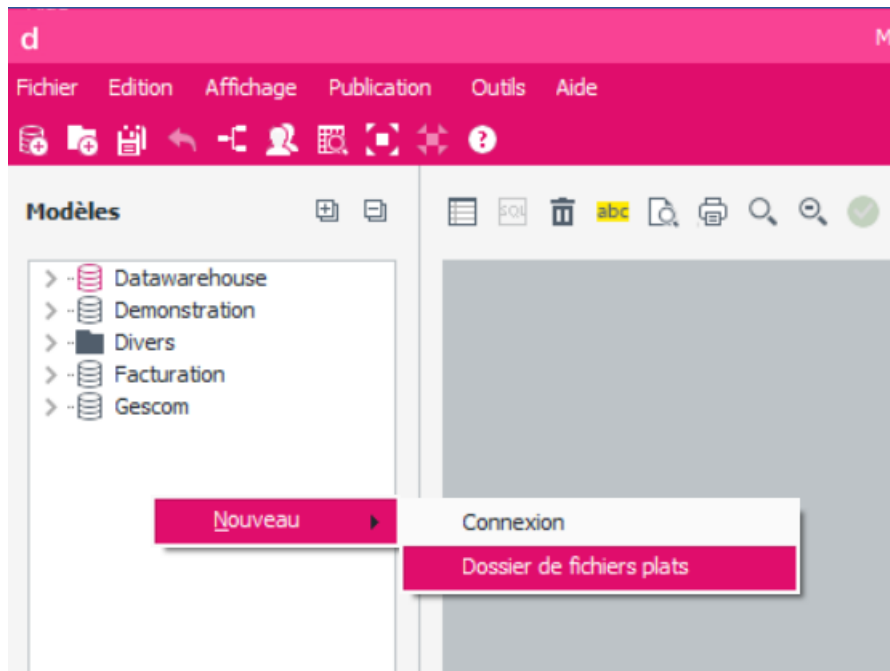 d
M
Fichier Edition Affichage Publication Outils Aide
Modèles
SQL abc
Datawarehouse
Demonstration
Divers
Facturation
Gescom
Nouveau
Connexion
Dossier de fichiers plats